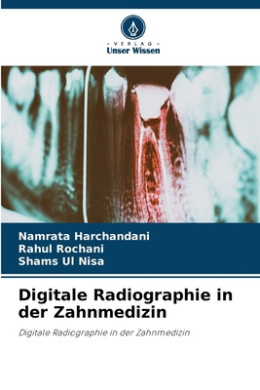 VERLAG
Unser Wissen
Namrata Harchandani
Rahul Rochani
Shams Ul Nisa
Digitale Radiographie in
der Zahnmedizin
Digitale Radiographie in der Zahnmedizin